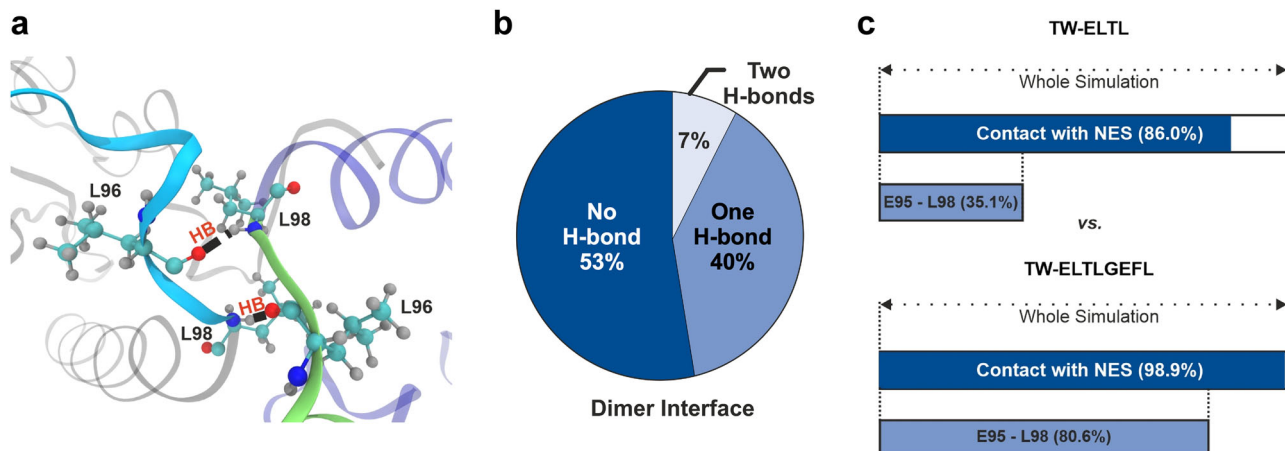 a
L96
HB
L98
HB
L98
L96
b
Two
H-bonds
7%
No
H-bond
53%
One
H-bond
40%
Dimer Interface
c
TW-ELTL
Whole Simulation
Contact with NES (86.0%)
E95 - L98 (35.1%)
vs.
TW-ELTLGEFL
Whole Simulation
Contact with NES (98.9%)
E95 - L98 (80.6%)